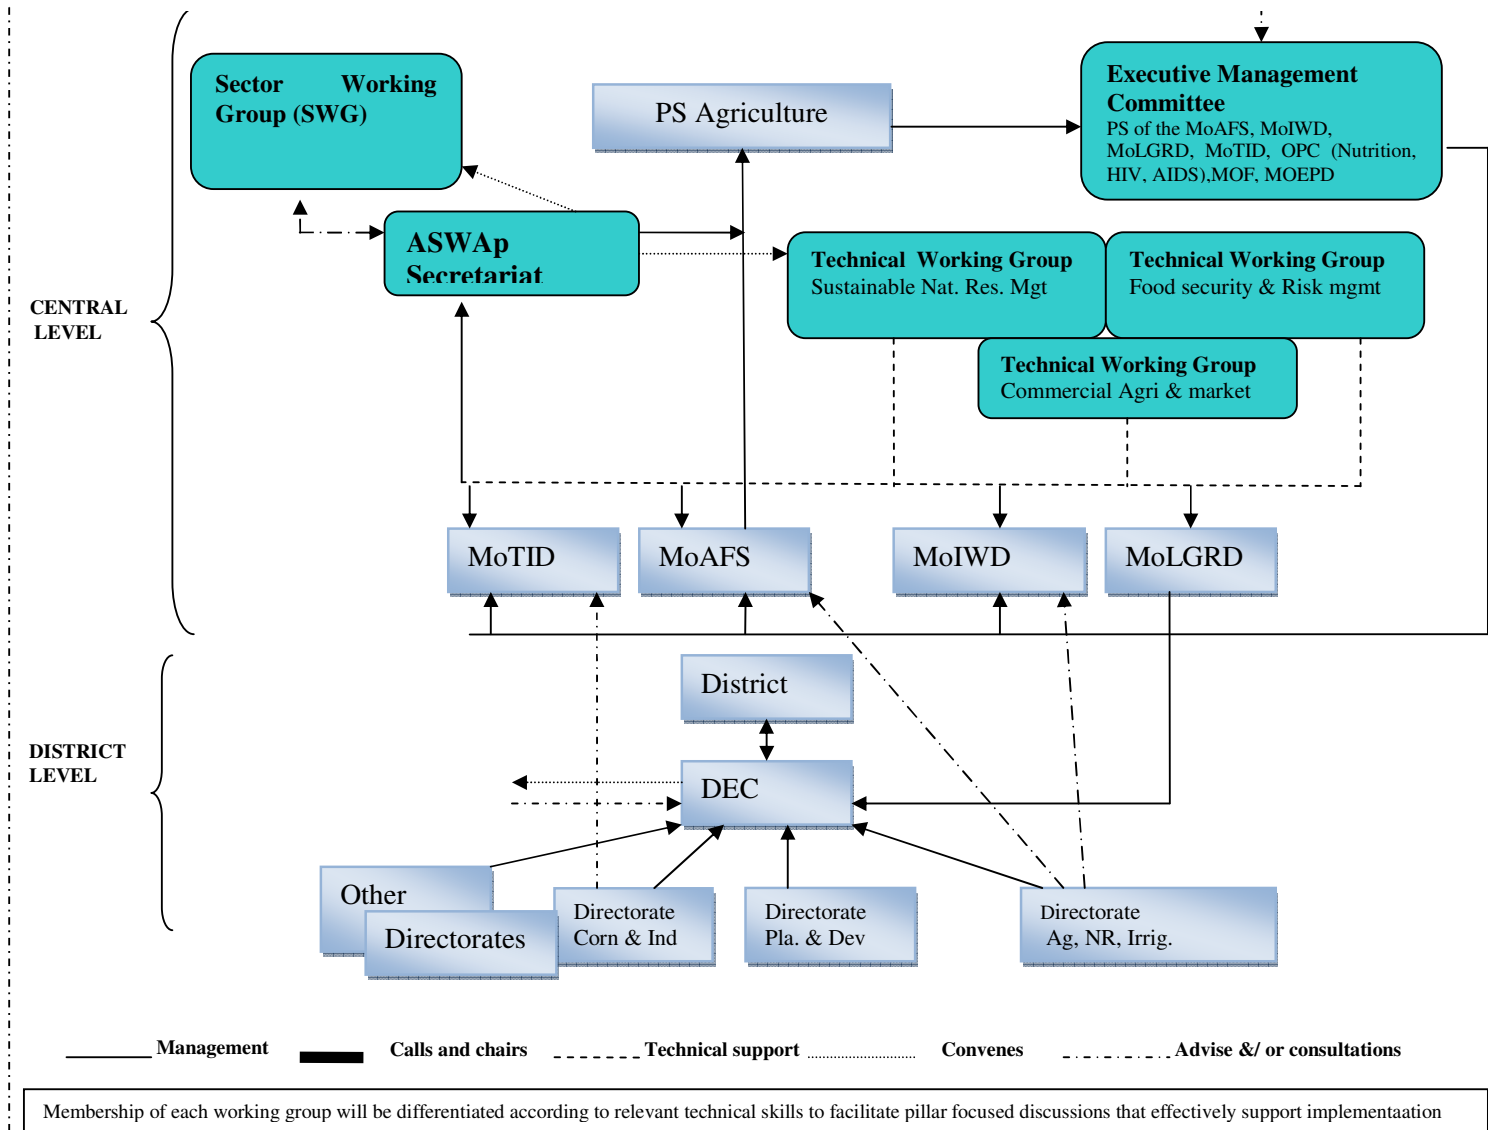 Sector Working
Group (SWG)
PS Agriculture
Executive Management
Committee
PS of the MoAFS, MoIWD,
MoLGRD, MoTID, OPC (Nutrition,
HIV, AIDS),MOF, MOEPD
ASWAp
Secretariat
Technical Working Group
Sustainable Nat. Res. Mgt
Technical Working Group
Food security & Risk mgmt
Technical Working Group
Commercial Agri & market
CENTRAL
LEVEL
MoTID
MoAFS
MoIWD
MoLGRD
DISTRICT
LEVEL
District
DEC
Other
Directorates
Directorate
Corn & Ind
Directorate
Pla. & Dev
Directorate
Ag, NR, Irrig.
Management
Calls and chairs
Technical support
Convenes
Advise &/ or consultations
Membership of each working group will be differentiated according to relevant technical skills to facilitate pillar focused discussions that effectively support implementaation